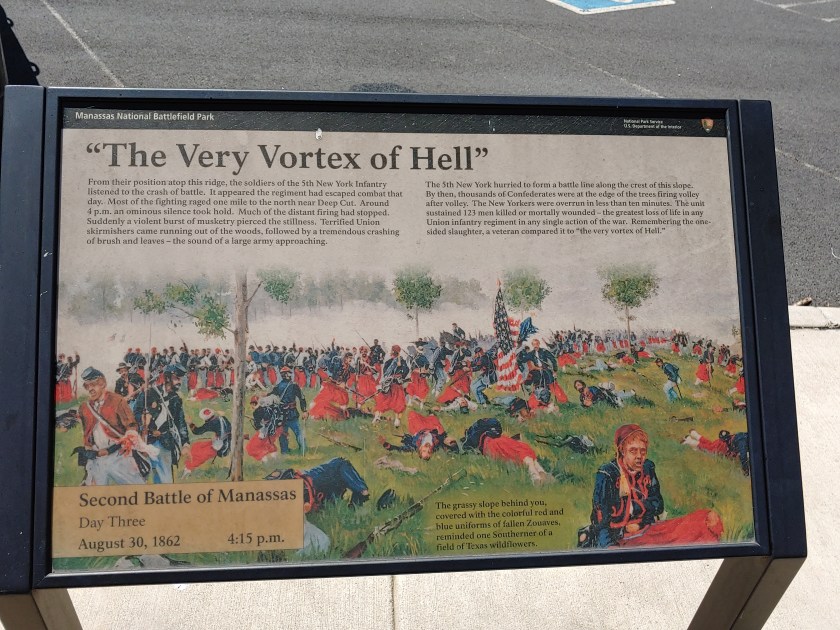 Manassas National Battlefield Park
National Park Service
U.S. Department of the Interior
“The Very Vortex of Hell”
From their position atop this ridge, the soldiers of the 5th New York Infantry
listened to the crash of battle. It appeared the regiment had escaped combat that
day. Most of the fighting raged one mile to the north near Deep Cut. Around
4 p.m. an ominous silence took hold. Much of the distant firing had stopped.
Suddenly a violent burst of musketry pierced the stillness. Terrified Union
skirmishers came running out of the woods, followed by a tremendous crashing
of brush and leaves – the sound of a large army approaching.
The 5th New York hurried to form a battle line along the crest of this slope.
By then, thousands of Confederates were at the edge of the trees firing volley
after volley. The New Yorkers were overrun in less than ten minutes. The unit
sustained 123 men killed or mortally wounded – the greatest loss of life in any
Union infantry regiment in any single action of the war. Remembering the one-
sided slaughter, a veteran compared it to “the very vortex of Hell.”
Second Battle of Manassas
Day Three
August 30, 1862 4:15 p.m.
The grassy slope behind you,
covered with the colorful red and
blue uniforms of fallen Zouaves,
reminded one Southerner of a
field of Texas wildflowers.